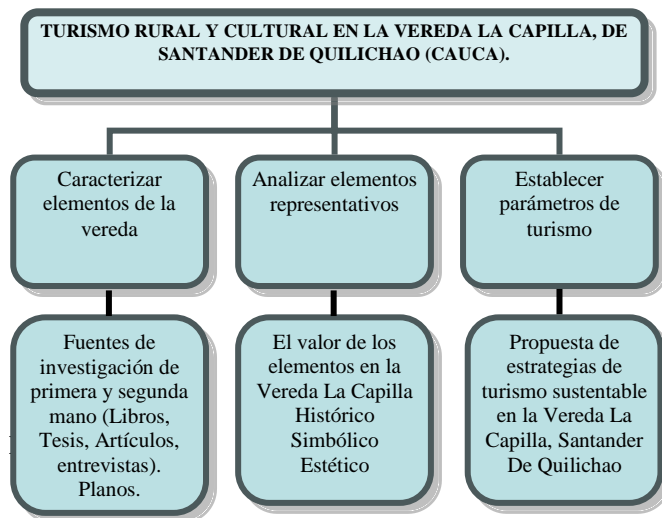 TURISMO RURAL Y CULTURAL EN LA VEREDA LA CAPILLA, DE
SANTANDER DE QUILICHAO (CAUCA).
Caracterizar
elementos de la
vereda
Analizar elementos
representativos
Establecer
parámetros de
turismo
Fuentes de
investigación de
primera y segunda
mano (Libros,
Tesis, Artículos,
entrevistas).
Planos.
El valor de los
elementos en la
Vereda La Capilla
Histórico
Simbólico
Estético
Propuesta de
estrategias de
turismo sustentable
en la Vereda La
Capilla, Santander
De Quilichao